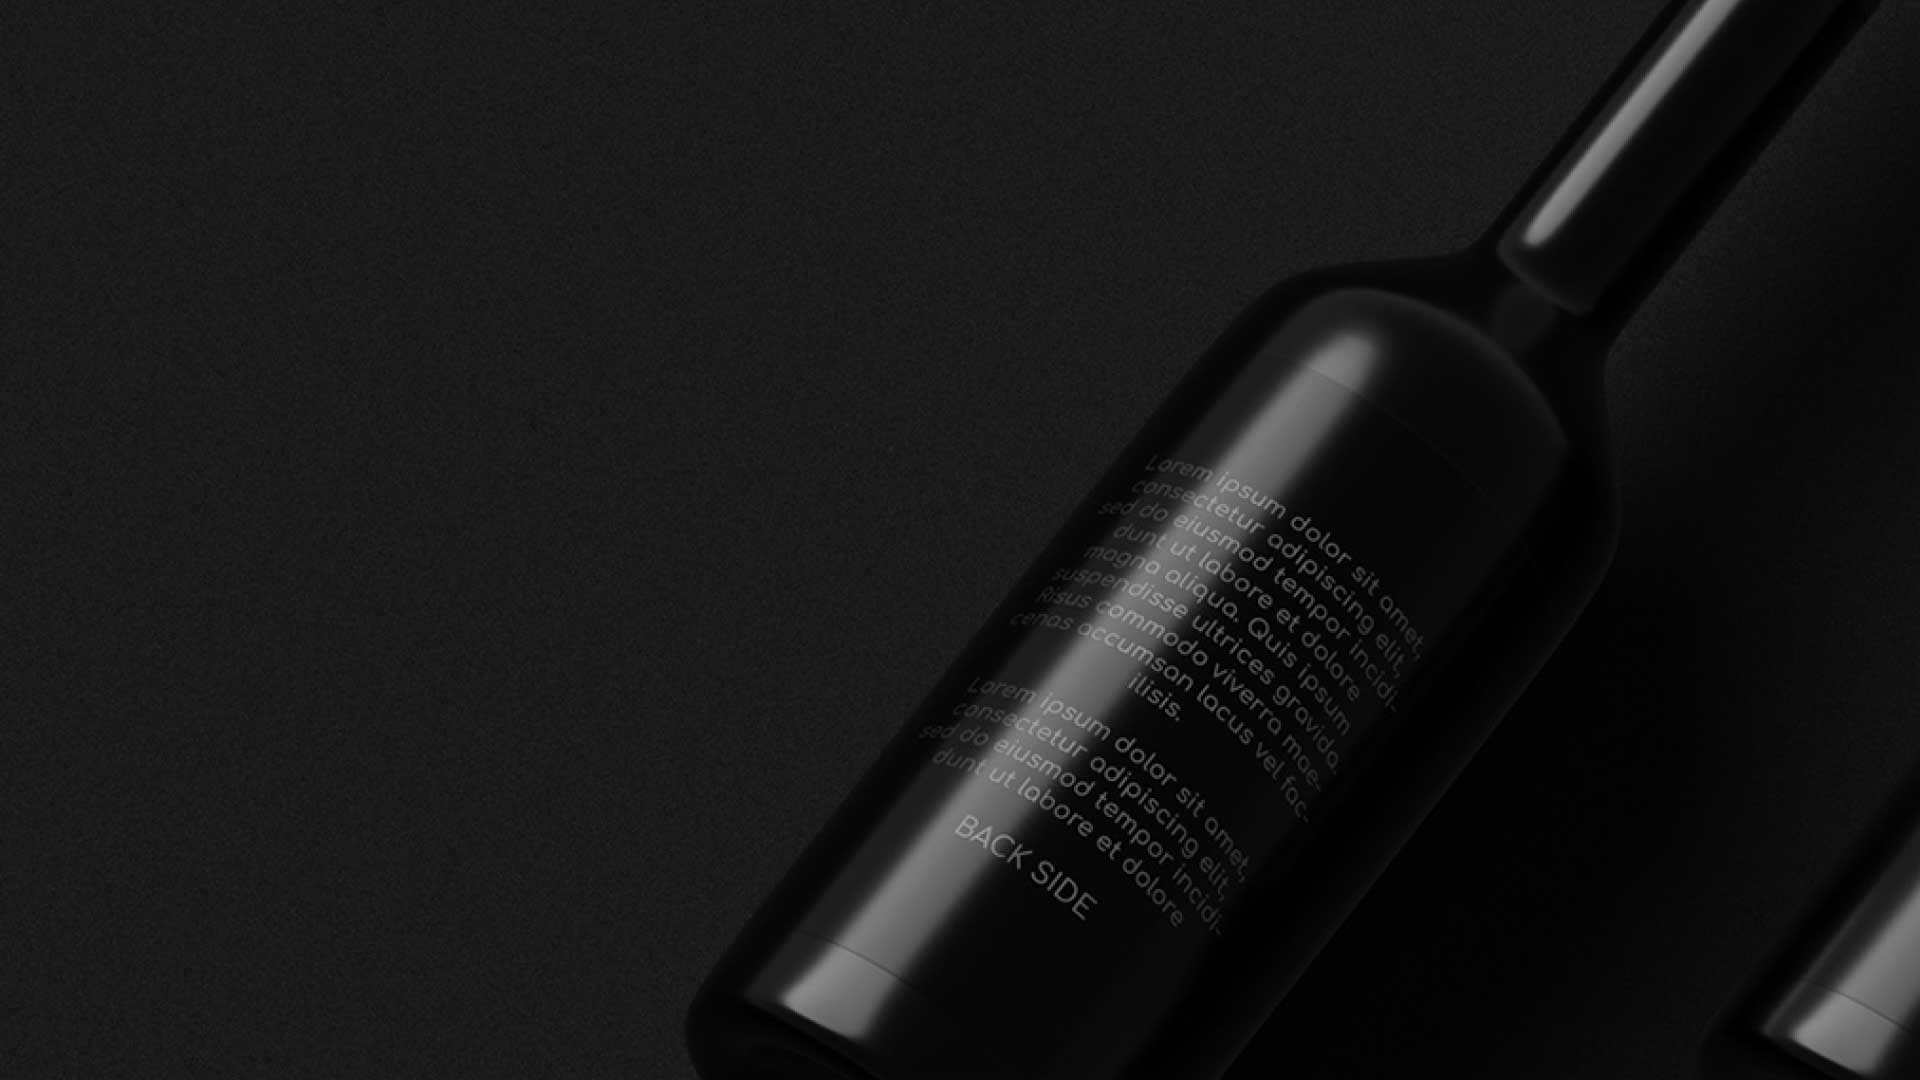 Lorem ipsum dolor sit amet,
consectetur adipiscing elit,
sed do eiusmod tempor incidi-
dunt ut labore et dolore
magna aliqua. Quis ipsum
suspendisse ultrices gravida.
Risus commodo viverra mae-
cenas accumsan lacus vel fac-
ilisis.
Lorem ipsum dolor sit amet,
consectetur adipiscing elit,
sed do eiusmod tempor incidi-
dunt ut labore et dolore
BACK SIDE